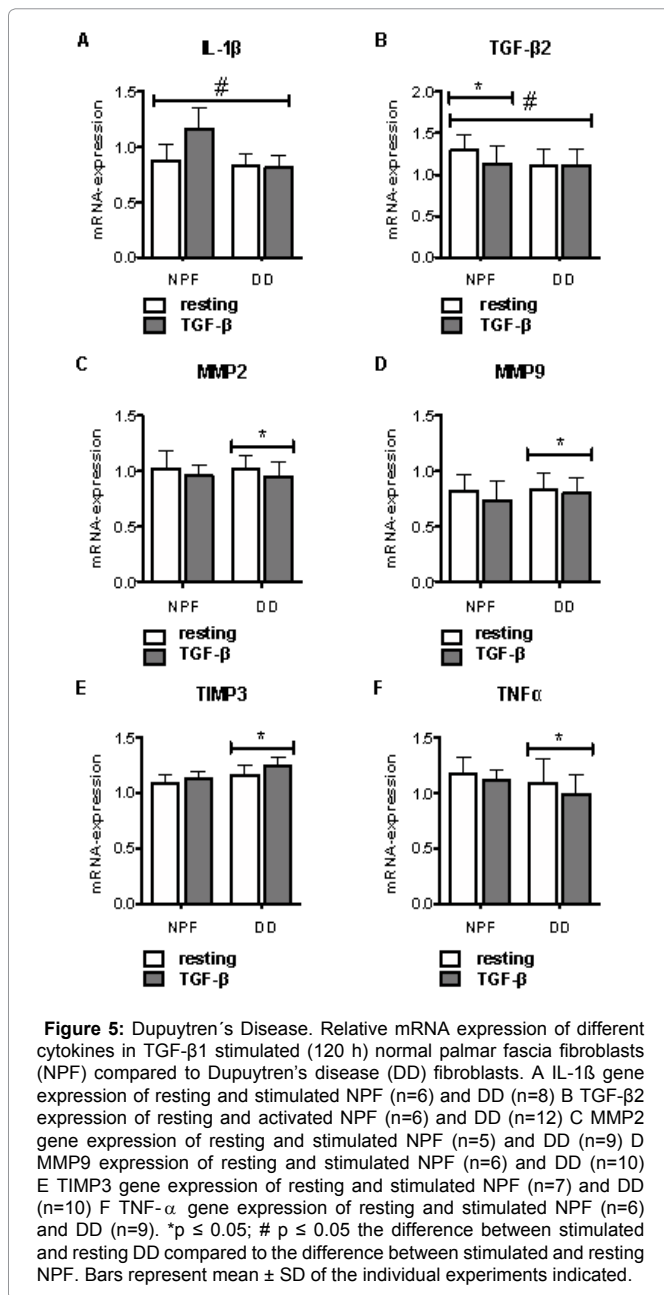 A
IL-1β
#
1.5
1.0
0.5
0.0
mRNA-expression
NPF
DD
resting
TGF-β
B
TGF-β2
*
#
2.0
1.5
1.0
0.5
0.0
mRNA-expression
NPF
DD
resting
TGF-β
C
MMP2
*
1.5
1.0
0.5
0.0
mRNA-expression
NPF
DD
resting
TGF-β
D
MMP9
*
1.5
1.0
0.5
0.0
mRNA-expression
NPF
DD
resting
TGF-β
E
TIMP3
*
1.5
1.0
0.5
0.0
mRNA-expression
NPF
DD
resting
TGF-β
F
TNFα
*
1.5
1.0
0.5
0.0
mRNA-expression
NPF
DD
resting
TGF-β
Figure 5: Dupuytren´s Disease. Relative mRNA expression of different
cytokines in TGF-β1 stimulated (120 h) normal palmar fascia fibroblasts
(NPF) compared to Dupuytren’s disease (DD) fibroblasts. A IL-1ß gene
expression of resting and stimulated NPF (n=6) and DD (n=8) B TGF-β2
expression of resting and activated NPF (n=6) and DD (n=12) C MMP2
gene expression of resting and stimulated NPF (n=5) and DD (n=9) D
MMP9 expression of resting and stimulated NPF (n=6) and DD (n=10)
E TIMP3 gene expression of resting and stimulated NPF (n=7) and DD
(n=10) F TNF- α gene expression of resting and stimulated NPF (n=6)
and DD (n=9). *p ≤ 0.05; # p ≤ 0.05 the difference between stimulated
and resting DD compared to the difference between stimulated and resting
NPF. Bars represent mean ± SD of the individual experiments indicated.